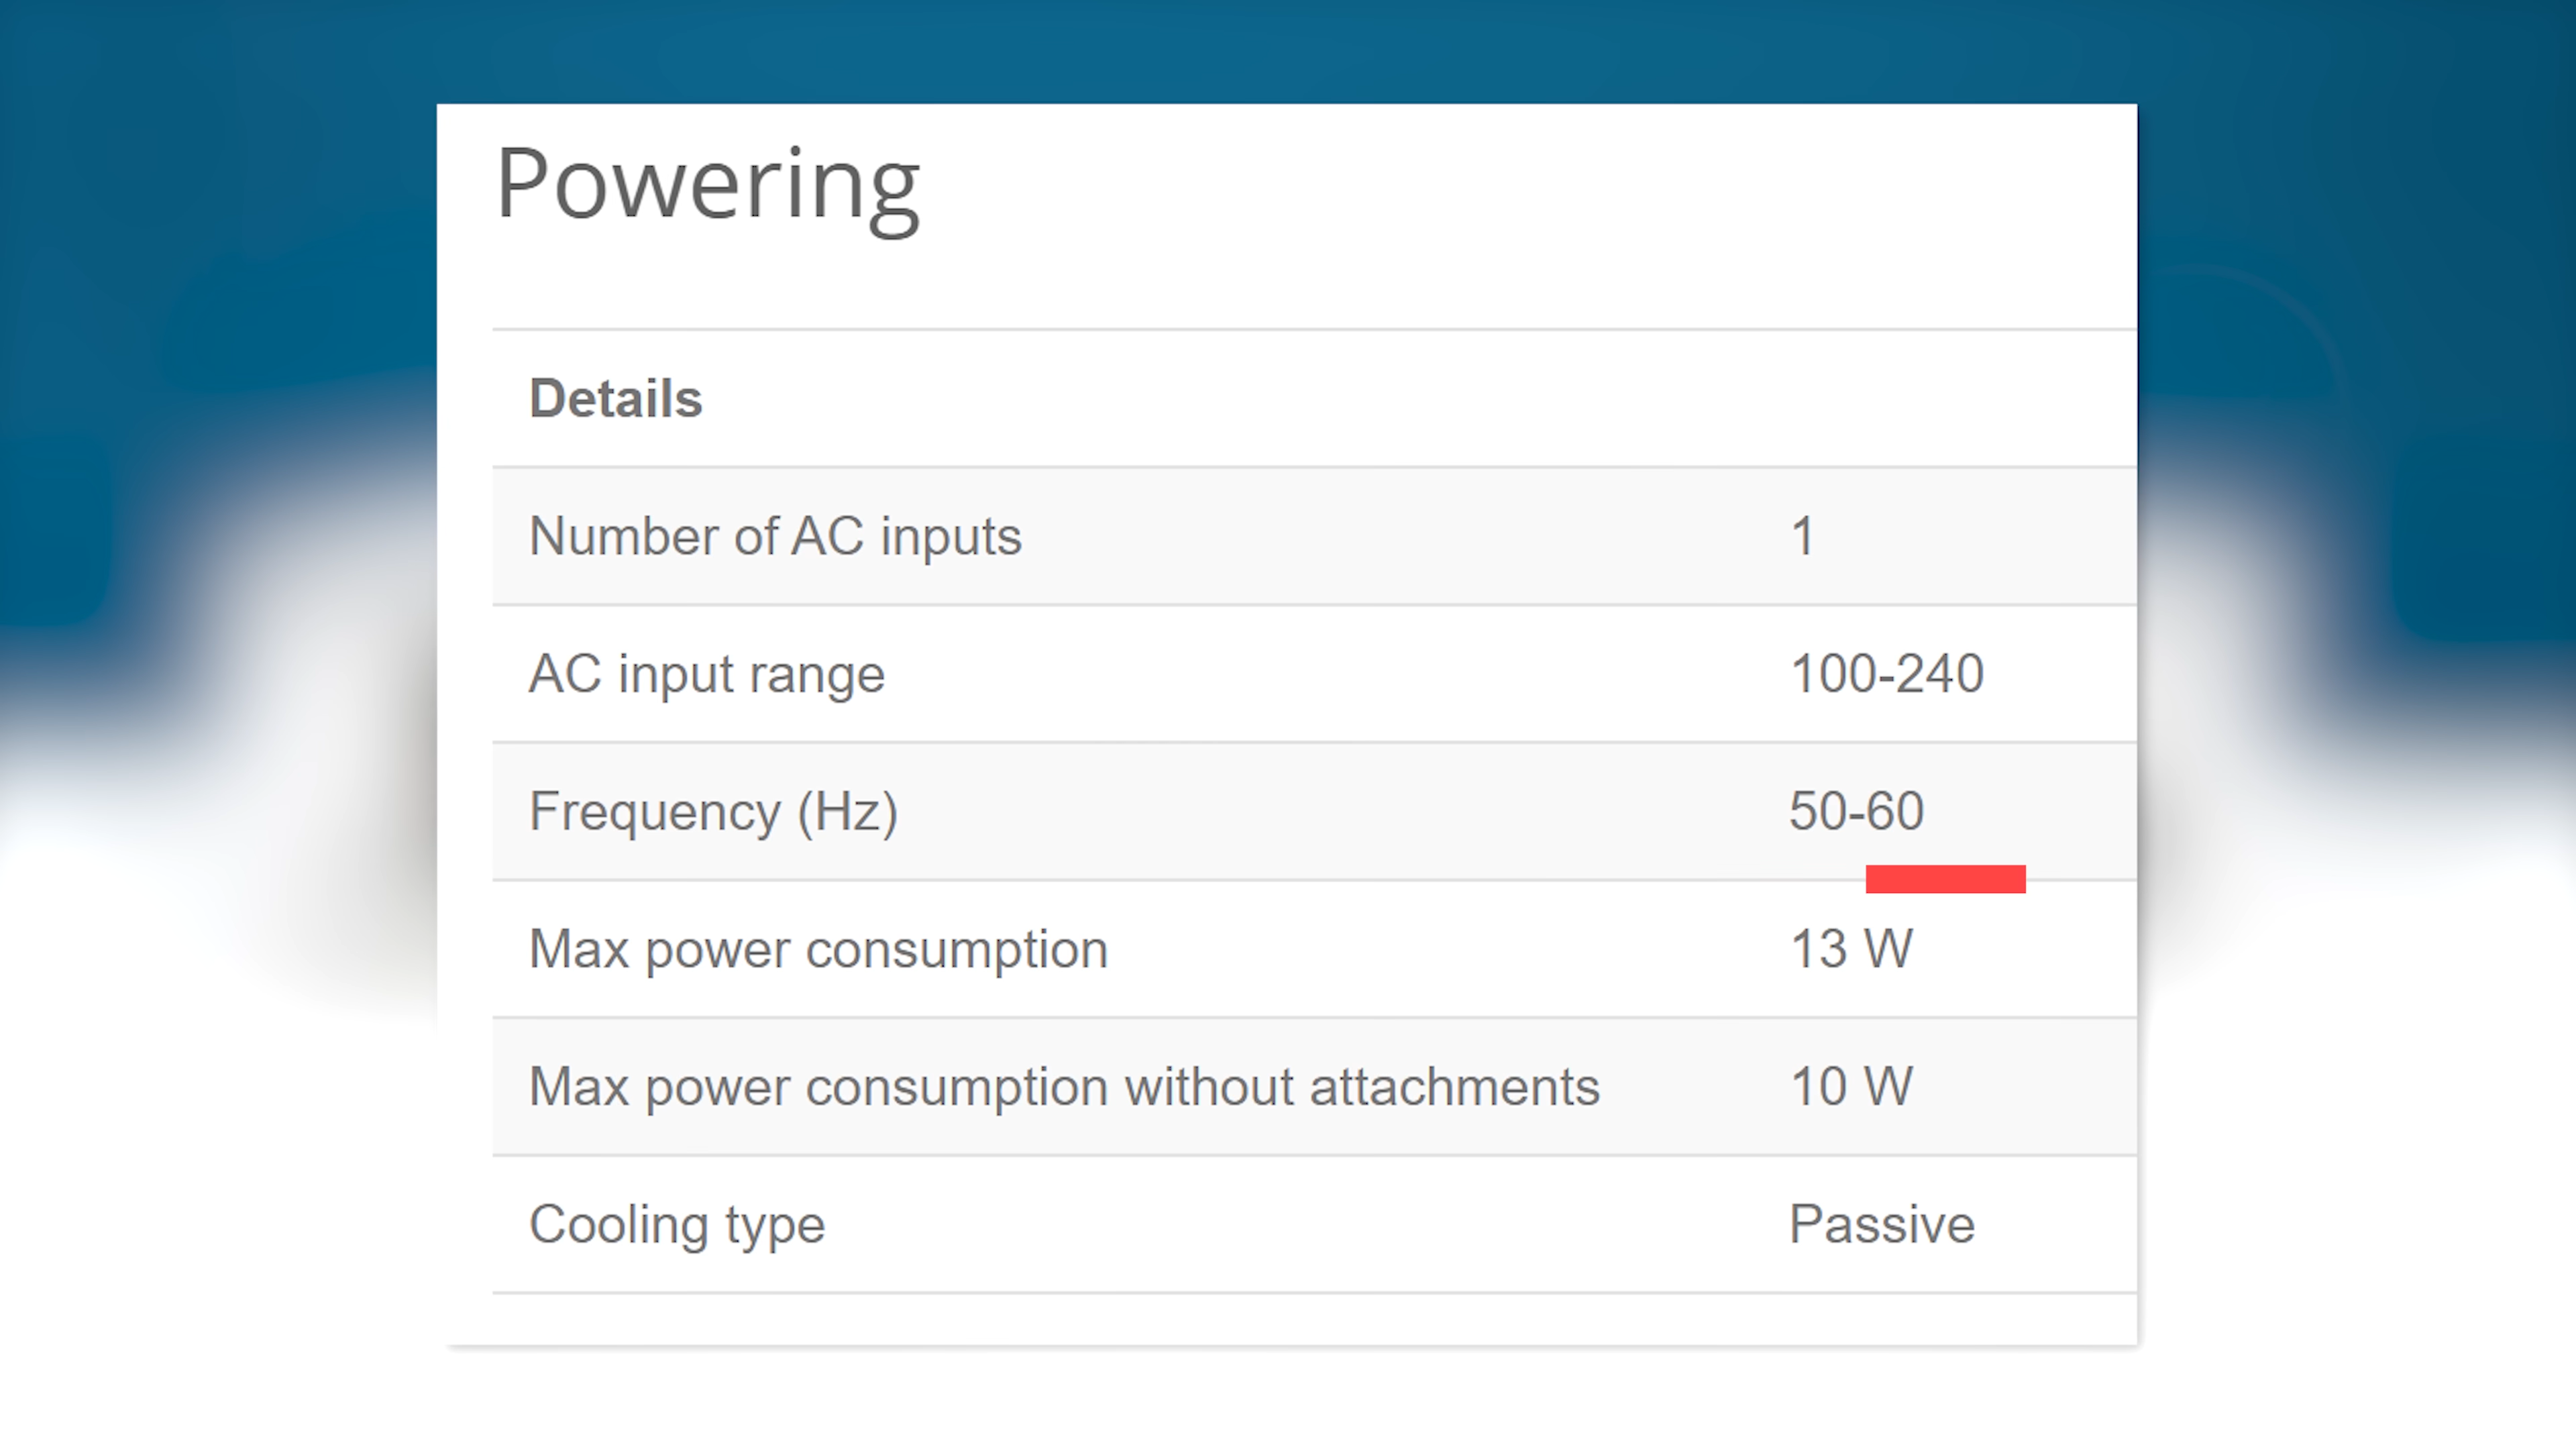 Powering
Details
Number of AC inputs 1
AC input range 100-240
Frequency (Hz) 50-60
Max power consumption 13 W
Max power consumption without attachments 10 W
Cooling type Passive